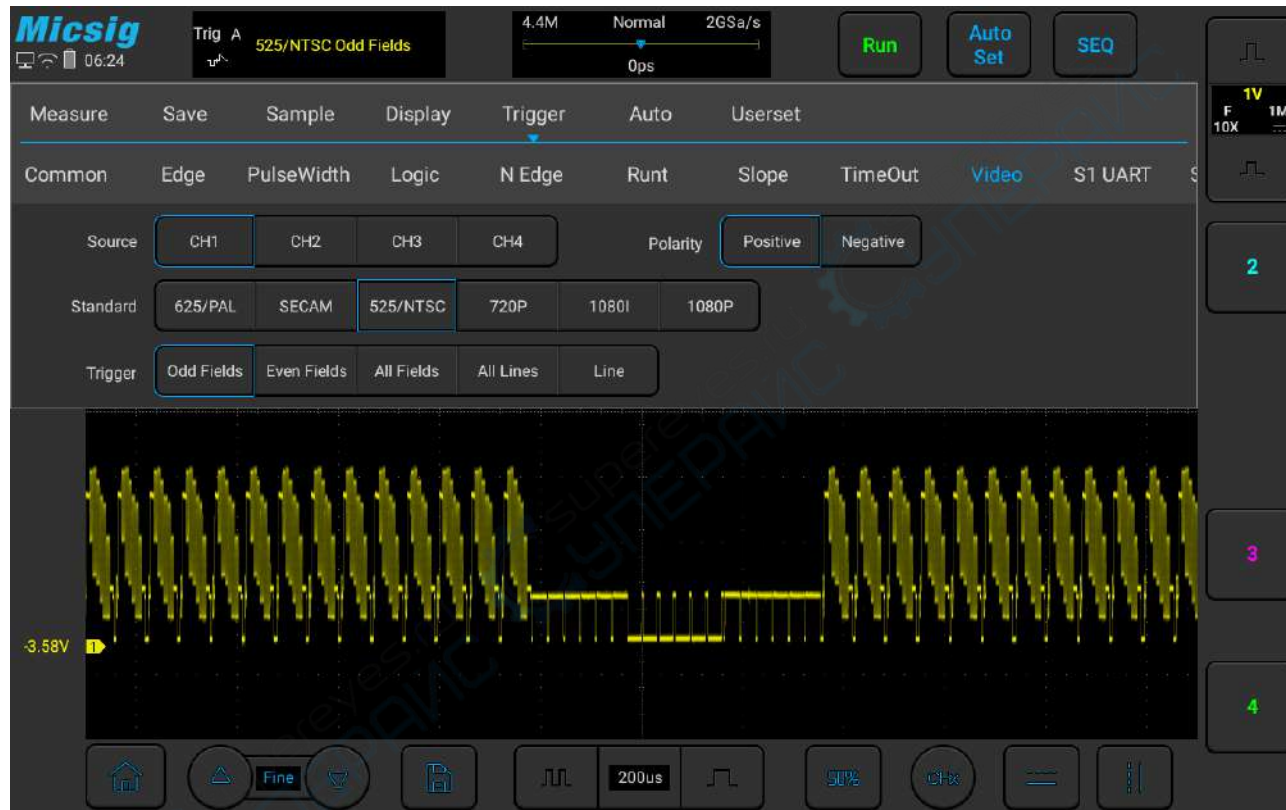 Micsig
06:24
Trig A
525/NTSC Odd Fields
4.4M Normal 2GSa/s
0ps
Run
Auto
Set
SEQ
1V
F 1M
10X
Measure Save Sample Display Trigger Auto Userset
Common Edge PulseWidth Logic N Edge Runt Slope TimeOut Video S1 UART S
Source CH1 CH2 CH3 CH4 Polarity Positive Negative
Standard 625/PAL SECAM 525/NTSC 720P 1080I 1080P
Trigger Odd Fields Even Fields All Fields All Lines Line
2
3
4
-3.58V 1
Fine 200us 50% CHx